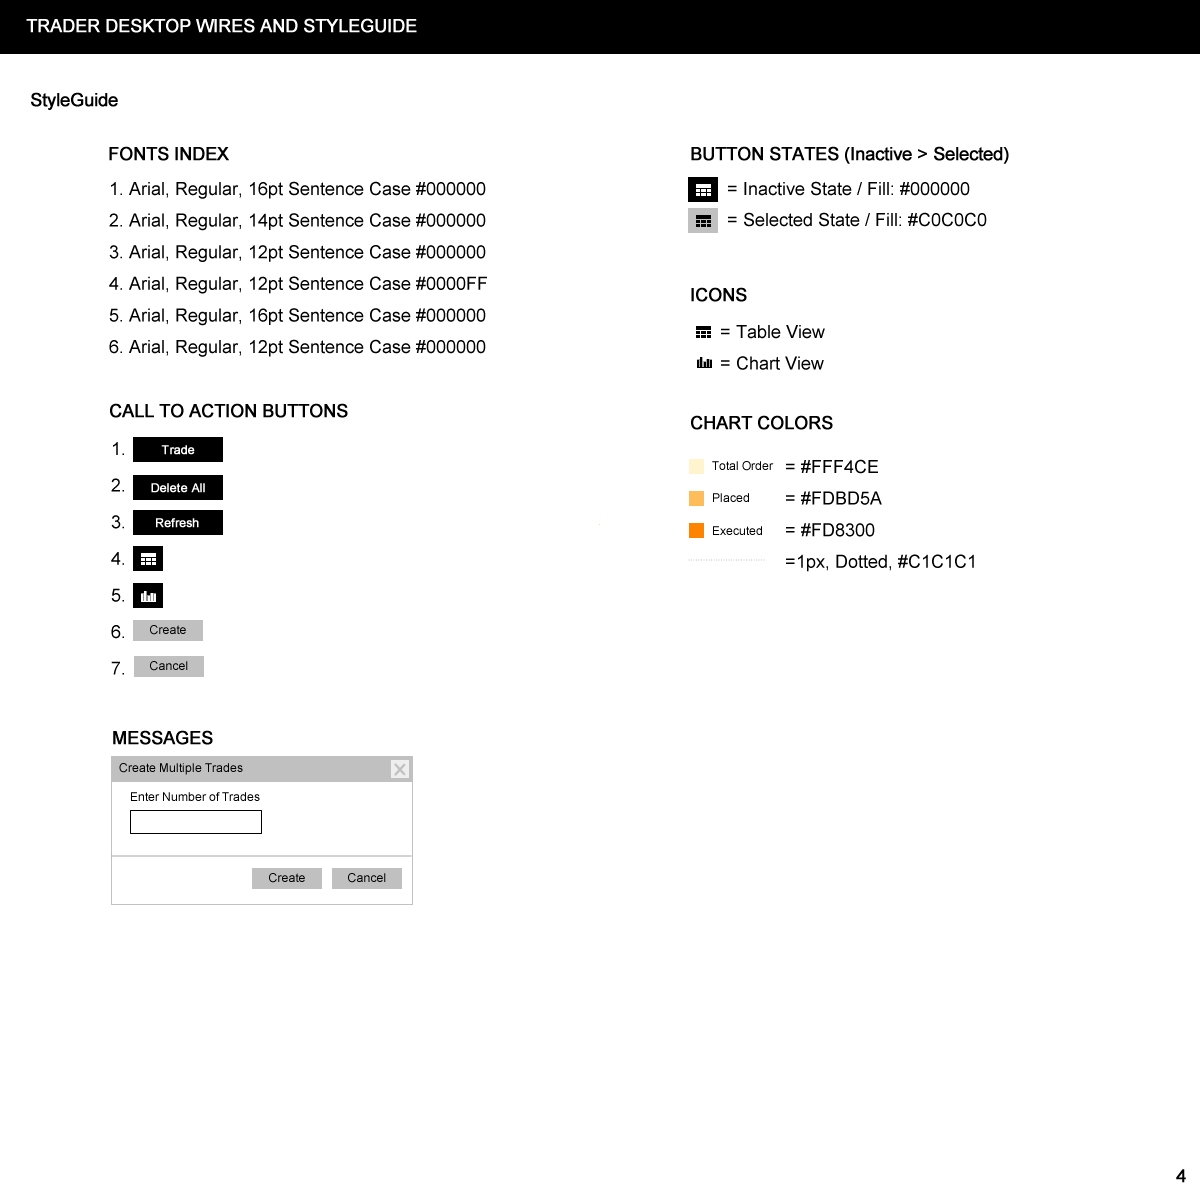 TRADER DESKTOP WIRES AND STYLEGUIDE
StyleGuide
FONTS INDEX
1. Arial, Regular, 16pt Sentence Case #000000
2. Arial, Regular, 14pt Sentence Case #000000
3. Arial, Regular, 12pt Sentence Case #000000
4. Arial, Regular, 12pt Sentence Case #0000FF
5. Arial, Regular, 16pt Sentence Case #000000
6. Arial, Regular, 12pt Sentence Case #000000
CALL TO ACTION BUTTONS
1. Trade
2. Delete All
3. Refresh
4.
5.
6. Create
7. Cancel
MESSAGES
Create Multiple Trades X
Enter Number of Trades
Create Cancel
BUTTON STATES (Inactive > Selected)
= Inactive State / Fill: #000000
= Selected State / Fill: #C0C0C0
ICONS
= Table View
= Chart View
CHART COLORS
Total Order = #FFF4CE
Placed = #FDBD5A
Executed = #FD8300
=1px, Dotted, #C1C1C1
4